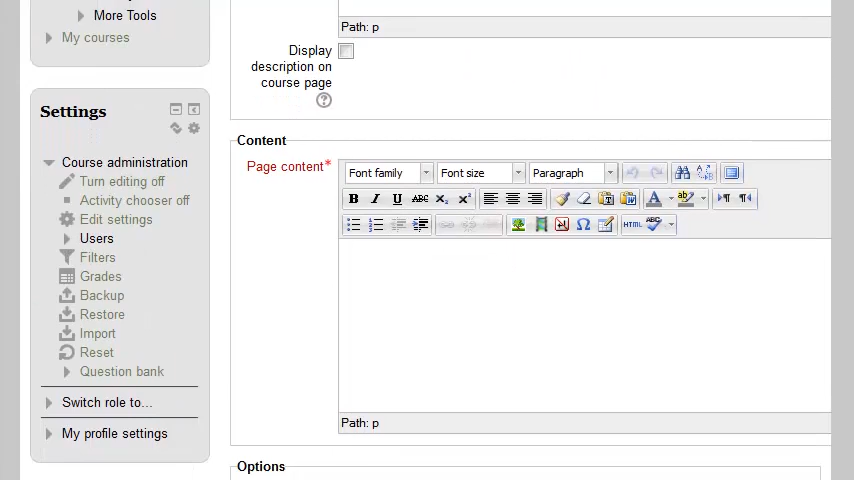 More Tools
My courses
Settings
Course administration
Turn editing off
Activity chooser off
Edit settings
Users
Filters
Grades
Backup
Restore
Import
Reset
Question bank
Switch role to...
My profile settings
Path: p
Display
description on
course page
Content
Page content*
Font family
Font size
Paragraph
B I U ABC X₂ X²
HTML ABC
Path: p
Options